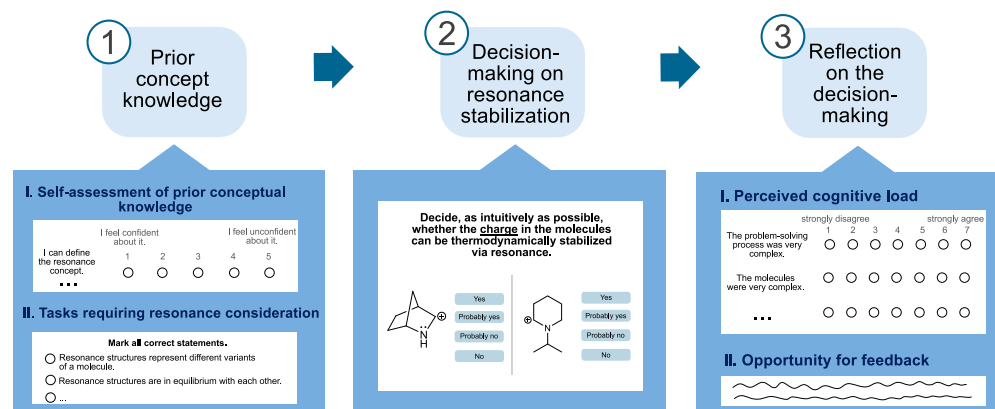 1
Prior
concept
knowledge
2
Decision-
making on
resonance
stabilization
3
Reflection
on the
decision-
making
I. Self-assessment of prior conceptual
knowledge
I feel confident
about it.
I feel unconfident
about it.
I can define
the resonance
concept.
1 2 3 4 5
...
II. Tasks requiring resonance consideration
Mark all correct statements.
Resonance structures represent different variants
of a molecule.
Resonance structures are in equilibrium with each other.
...
Decide, as intuitively as possible,
whether the charge in the molecules
can be thermodynamically stabilized
via resonance.
⊕
N
H
Yes
Probably yes
Probably no
No
⊕
N
Yes
Probably yes
Probably no
No
I. Perceived cognitive load
strongly disagree strongly agree
1 2 3 4 5 6 7
The problem-solving
process was very
complex.
The molecules
were very complex.
...
II. Opportunity for feedback